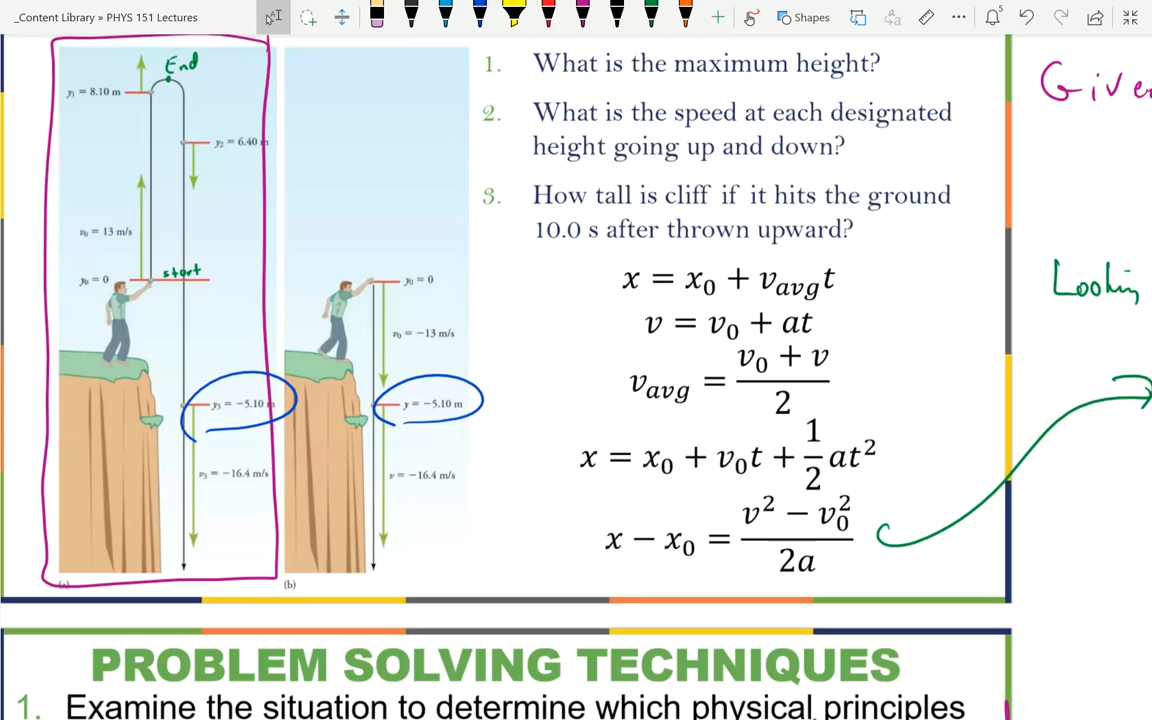 _Content Library » PHYS 151 Lectures
Shapes
5
End
y₁ = 8.10 m
y₂ = 6.40 m
v₀ = 13 m/s
y₀ = 0
start
y₃ = −5.10 m
v₃ = −16.4 m/s
y₀ = 0
v₀ = −13 m/s
y = −5.10 m
v = −16.4 m/s
(b)
1. What is the maximum height?
2. What is the speed at each designated
height going up and down?
3. How tall is cliff if it hits the ground
10.0 s after thrown upward?
x = x₀ + v_avg t
v = v₀ + at
v_avg = (v₀ + v)/2
x = x₀ + v₀t + ½at²
x − x₀ = (v² − v₀²)/2a
Given
Lookin
PROBLEM SOLVING TECHNIQUES
1. Examine the situation to determine which physical principles